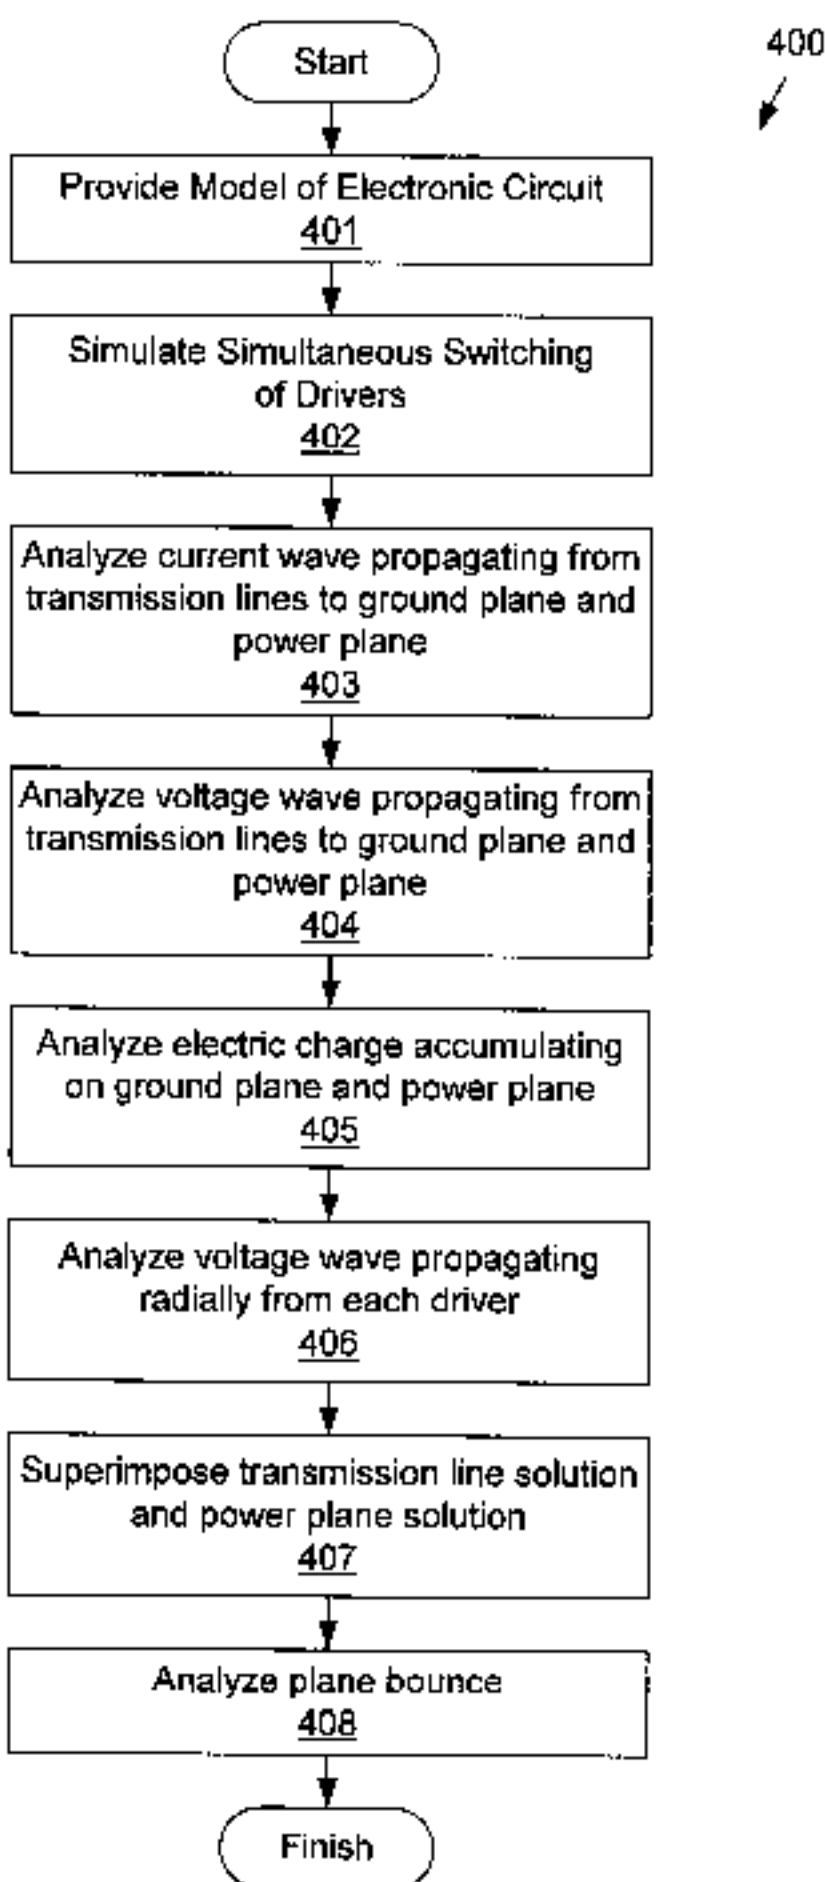 Start
400
Provide Model of Electronic Circuit
401
Simulate Simultaneous Switching
of Drivers
402
Analyze current wave propagating from
transmission lines to ground plane and
power plane
403
Analyze voltage wave propagating from
transmission lines to ground plane and
power plane
404
Analyze electric charge accumulating
on ground plane and power plane
405
Analyze voltage wave propagating
radially from each driver
406
Superimpose transmission line solution
and power plane solution
407
Analyze plane bounce
408
Finish